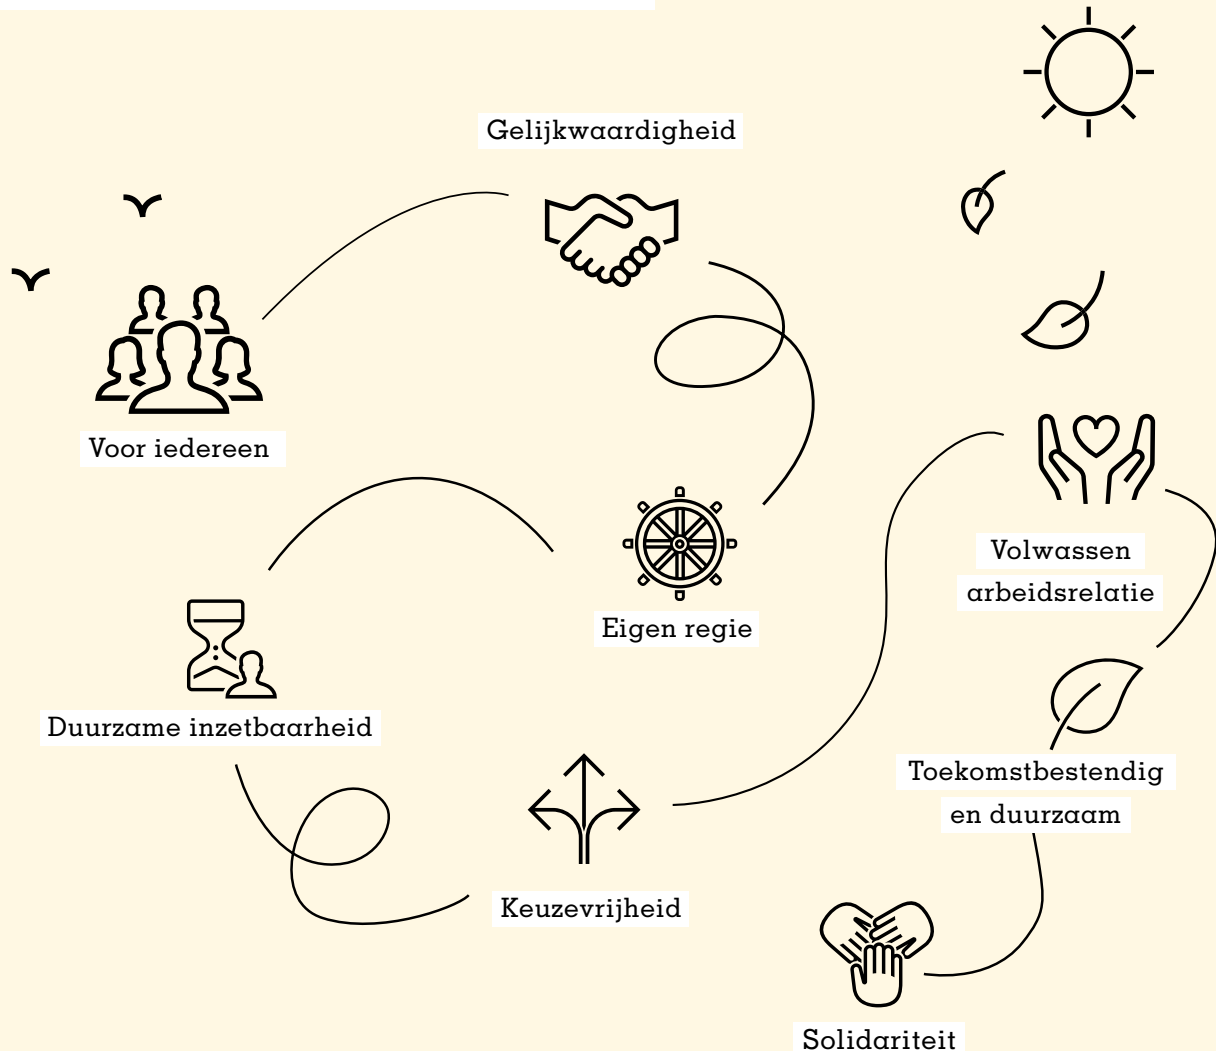 Gelijkwaardigheid
Voor iedereen
Eigen regie
Volwassen
arbeidsrelatie
Duurzame inzetbaarheid
Toekomstbestendig
en duurzaam
Keuzevrijheid
Solidariteit